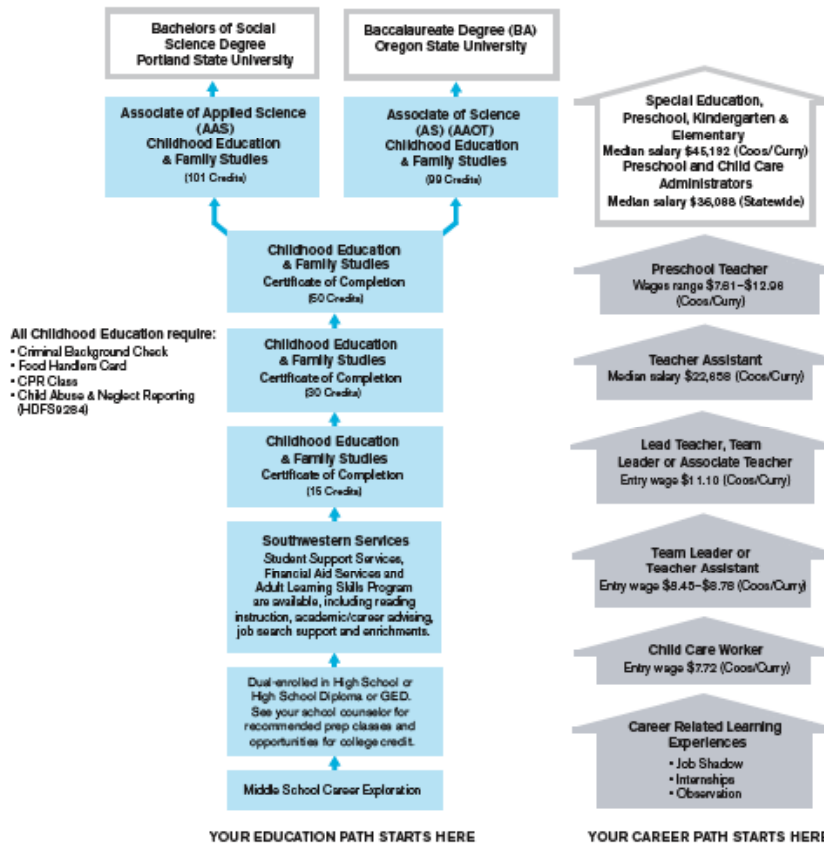 Bachelors of Social
Science Degree
Portland State University
Baccalaureate Degree (BA)
Oregon State University
Associate of Applied Science
(AAS)
Childhood Education
& Family Studies
(101 Credits)
Associate of Science
(AS) (AAOT)
Childhood Education
& Family Studies
(99 Credits)
Childhood Education
& Family Studies
Certificate of Completion
(50 Credits)
All Childhood Education require:
• Criminal Background Check
• Food Handlers Card
• CPR Class
• Child Abuse & Neglect Reporting
(HDFS9284)
Childhood Education
& Family Studies
Certificate of Completion
(30 Credits)
Childhood Education
& Family Studies
Certificate of Completion
(15 Credits)
Southwestern Services
Student Support Services,
Financial Aid Services and
Adult Learning Skills Program
are available, including reading
instruction, academic/career advising,
job search support and enrichments.
Dual-enrolled in High School or
High School Diploma or GED.
See your school counselor for
recommended prep classes and
opportunities for college credit.
Middle School Career Exploration
YOUR EDUCATION PATH STARTS HERE
Special Education,
Preschool, Kindergarten &
Elementary
Median salary $45,192 (Coos/Curry)
Preschool and Child Care
Administrators
Median salary $36,088 (Statewide)
Preschool Teacher
Wages range $7.61–$12.96
(Coos/Curry)
Teacher Assistant
Median salary $22,658 (Coos/Curry)
Lead Teacher, Team
Leader or Associate Teacher
Entry wage $11.10 (Coos/Curry)
Team Leader or
Teacher Assistant
Entry wage $8.45–$8.78 (Coos/Curry)
Child Care Worker
Entry wage $7.72 (Coos/Curry)
Career Related Learning
Experiences
• Job Shadow
• Internships
• Observation
YOUR CAREER PATH STARTS HERE